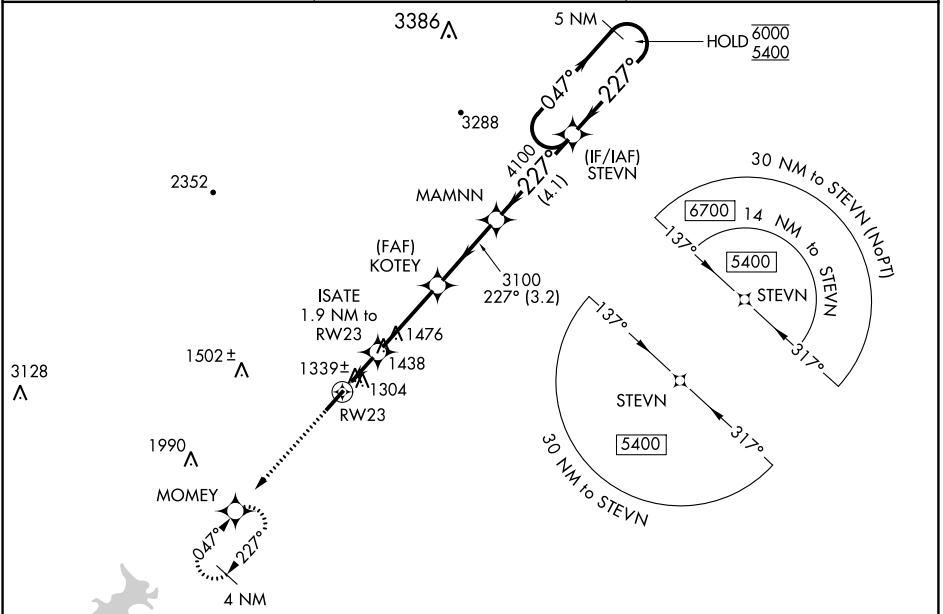 3386
5 NM
HOLD 6000
5400
047°
227°
3288
(IF/IAF)
STEVN
4100
227°
(4.1)
2352
MAMNN
(FAF)
KOTEY
3100
227° (3.2)
ISATE
1.9 NM to
RW23
1476
1438
1502 ±
1339 ±
1304
RW23
3128
1990
MOMEY
047°
227°
4 NM
30 NM to STEVN (NoPT)
6700
14 NM to STEVN
137°
5400
STEVN
317°
137°
STEVN
317°
5400
30 NM to STEVN